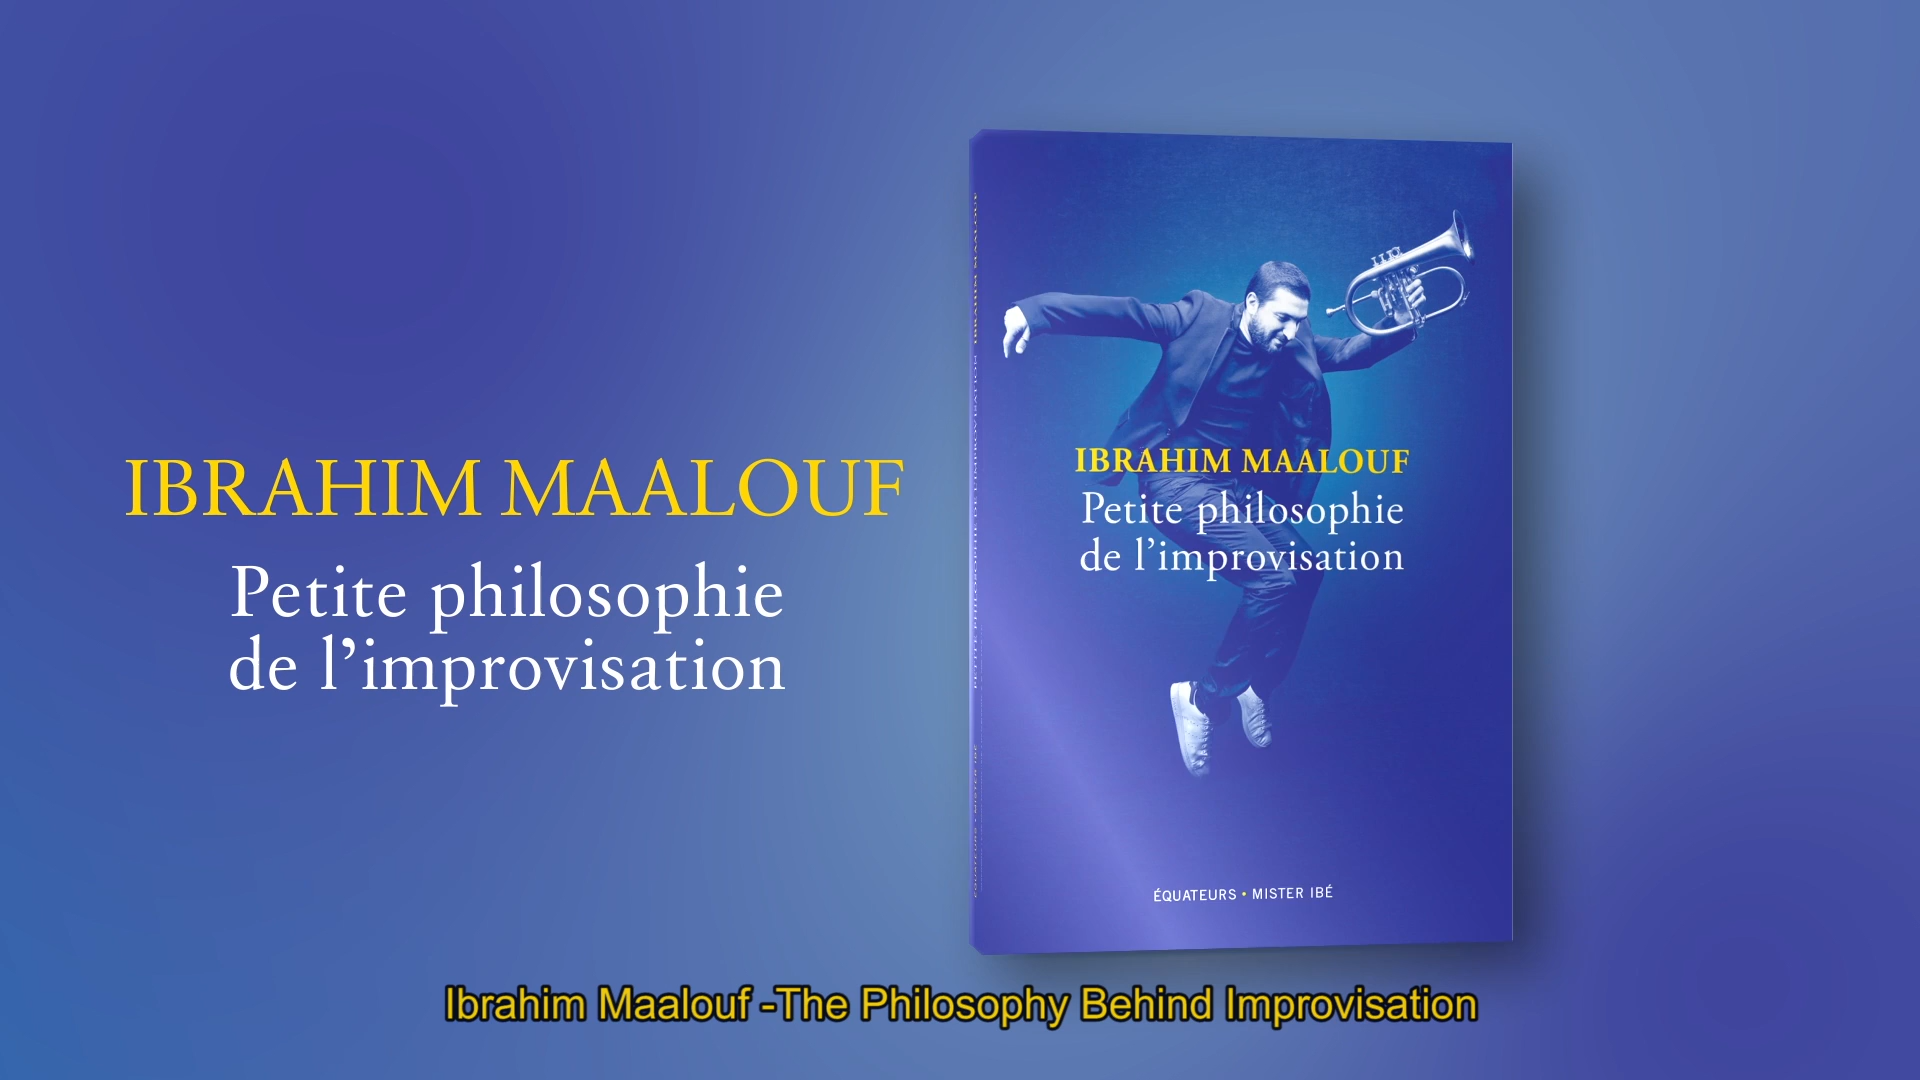 IBRAHIM MAALOUF
Petite philosophie
de l’improvisation
IBRAHIM MAALOUF
Petite philosophie
de l’improvisation
ÉQUATEURS • MISTER IBÉ
Ibrahim Maalouf -The Philosophy Behind Improvisation